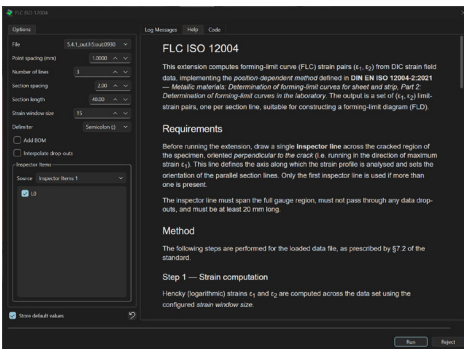 FLC ISO 12004
Options
File 5.4.1_out3:5:out:0930
Point spacing (mm) 1,0000
Number of lines 3
Section spacing 2,00
Section length 40,00
Strain window size 15
Delimiter Semicolon (;)
Add BOM
Interpolate drop-outs
Inspector Items
Source Inspector Items 1
L0
Store default values
Log Messages Help Code
FLC ISO 12004
This extension computes forming-limit curve (FLC) strain pairs (ε₁, ε₂) from DIC strain field
data, implementing the position-dependent method defined in DIN EN ISO 12004-2:2021
— Metallic materials: Determination of forming-limit curves for sheet and strip, Part 2:
Determination of forming-limit curves in the laboratory. The output is a set of (ε₁, ε₂) limit-
strain pairs, one per section line, suitable for constructing a forming-limit diagram (FLD).
Requirements
Before running the extension, draw a single inspector line across the cracked region of
the specimen, oriented perpendicular to the crack (i.e. running in the direction of maximum
strain ε₁). This line defines the axis along which the strain profile is analysed and sets the
orientation of the parallel section lines. Only the first inspector line is used if more than
one is present.
The inspector line must span the full gauge region, must not pass through any data drop-
outs, and must be at least 20 mm long.
Method
The following steps are performed for the loaded data file, as prescribed by §7.2 of the
standard.
Step 1 — Strain computation
Hencky (logarithmic) strains ε₁ and ε₂ are computed across the data set using the
configured strain window size.
Run Reject